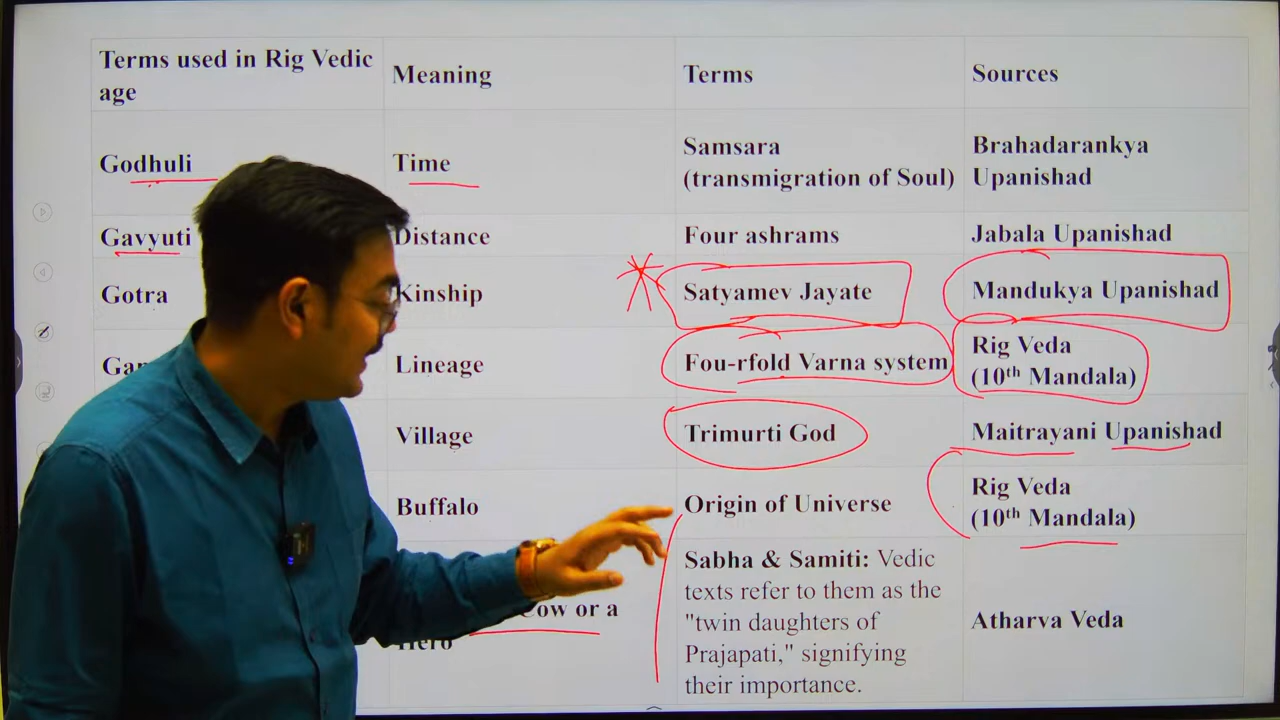 Terms used in Rig Vedic
age
Meaning
Terms
Sources
Godhuli
Time
Samsara
(transmigration of Soul)
Brahadarankya
Upanishad
Gavyuti
Distance
Four ashrams
Jabala Upanishad
Gotra
Kinship
Satyamev Jayate
Mandukya Upanishad
Lineage
Fou-rfold Varna system
Rig Veda
(10th Mandala)
Village
Trimurti God
Maitrayani Upanishad
Buffalo
Origin of Universe
Rig Veda
(10th Mandala)
Cow or a
Hero
Sabha & Samiti: Vedic
texts refer to them as the
"twin daughters of
Prajapati," signifying
their importance.
Atharva Veda